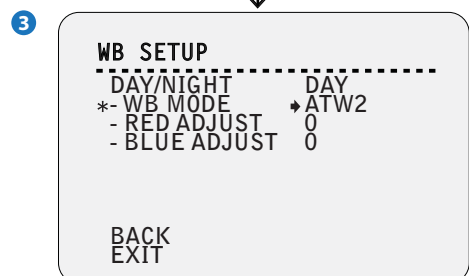 3
WB SETUP
DAY/NIGHT DAY
*- WB MODE ATW2
- RED ADJUST 0
- BLUE ADJUST 0
BACK
EXIT